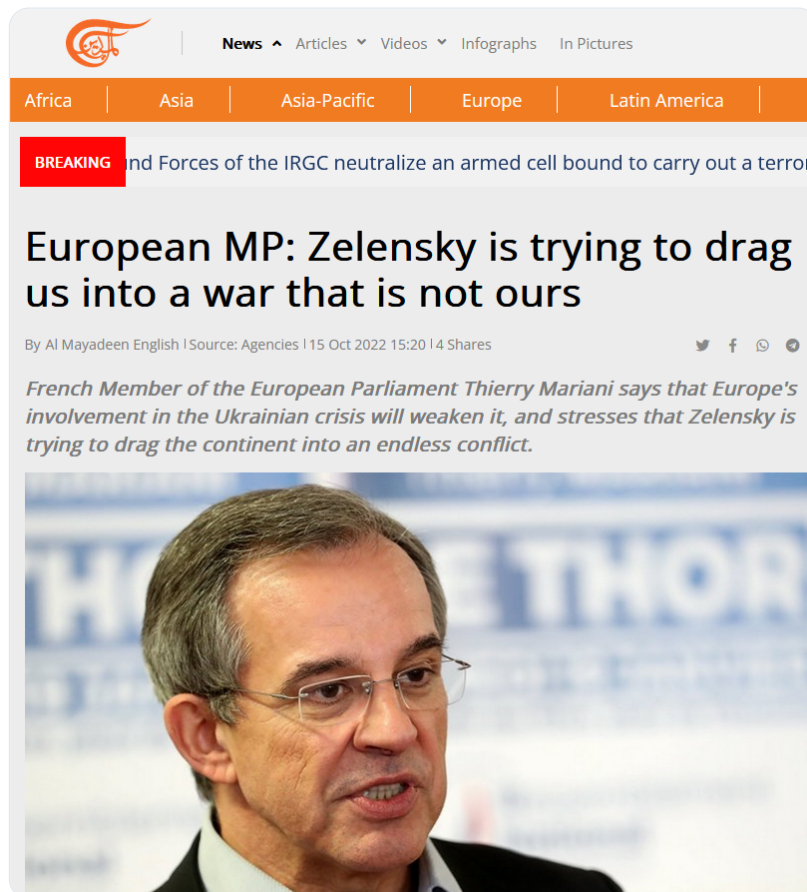 News Articles Videos Infographs In Pictures
Africa Asia Asia-Pacific Europe Latin America
BREAKING Forces of the IRGC neutralize an armed cell bound to carry out a
European MP: Zelensky is trying to drag
us into a war that is not ours
By Al Mayadeen English | Source: Agencies | 15 Oct 2022 15:20 | 4 Shares
French Member of the European Parliament Thierry Mariani says that Europe's
involvement in the Ukrainian crisis will weaken it, and stresses that Zelensky is
trying to drag the continent into an endless conflict.